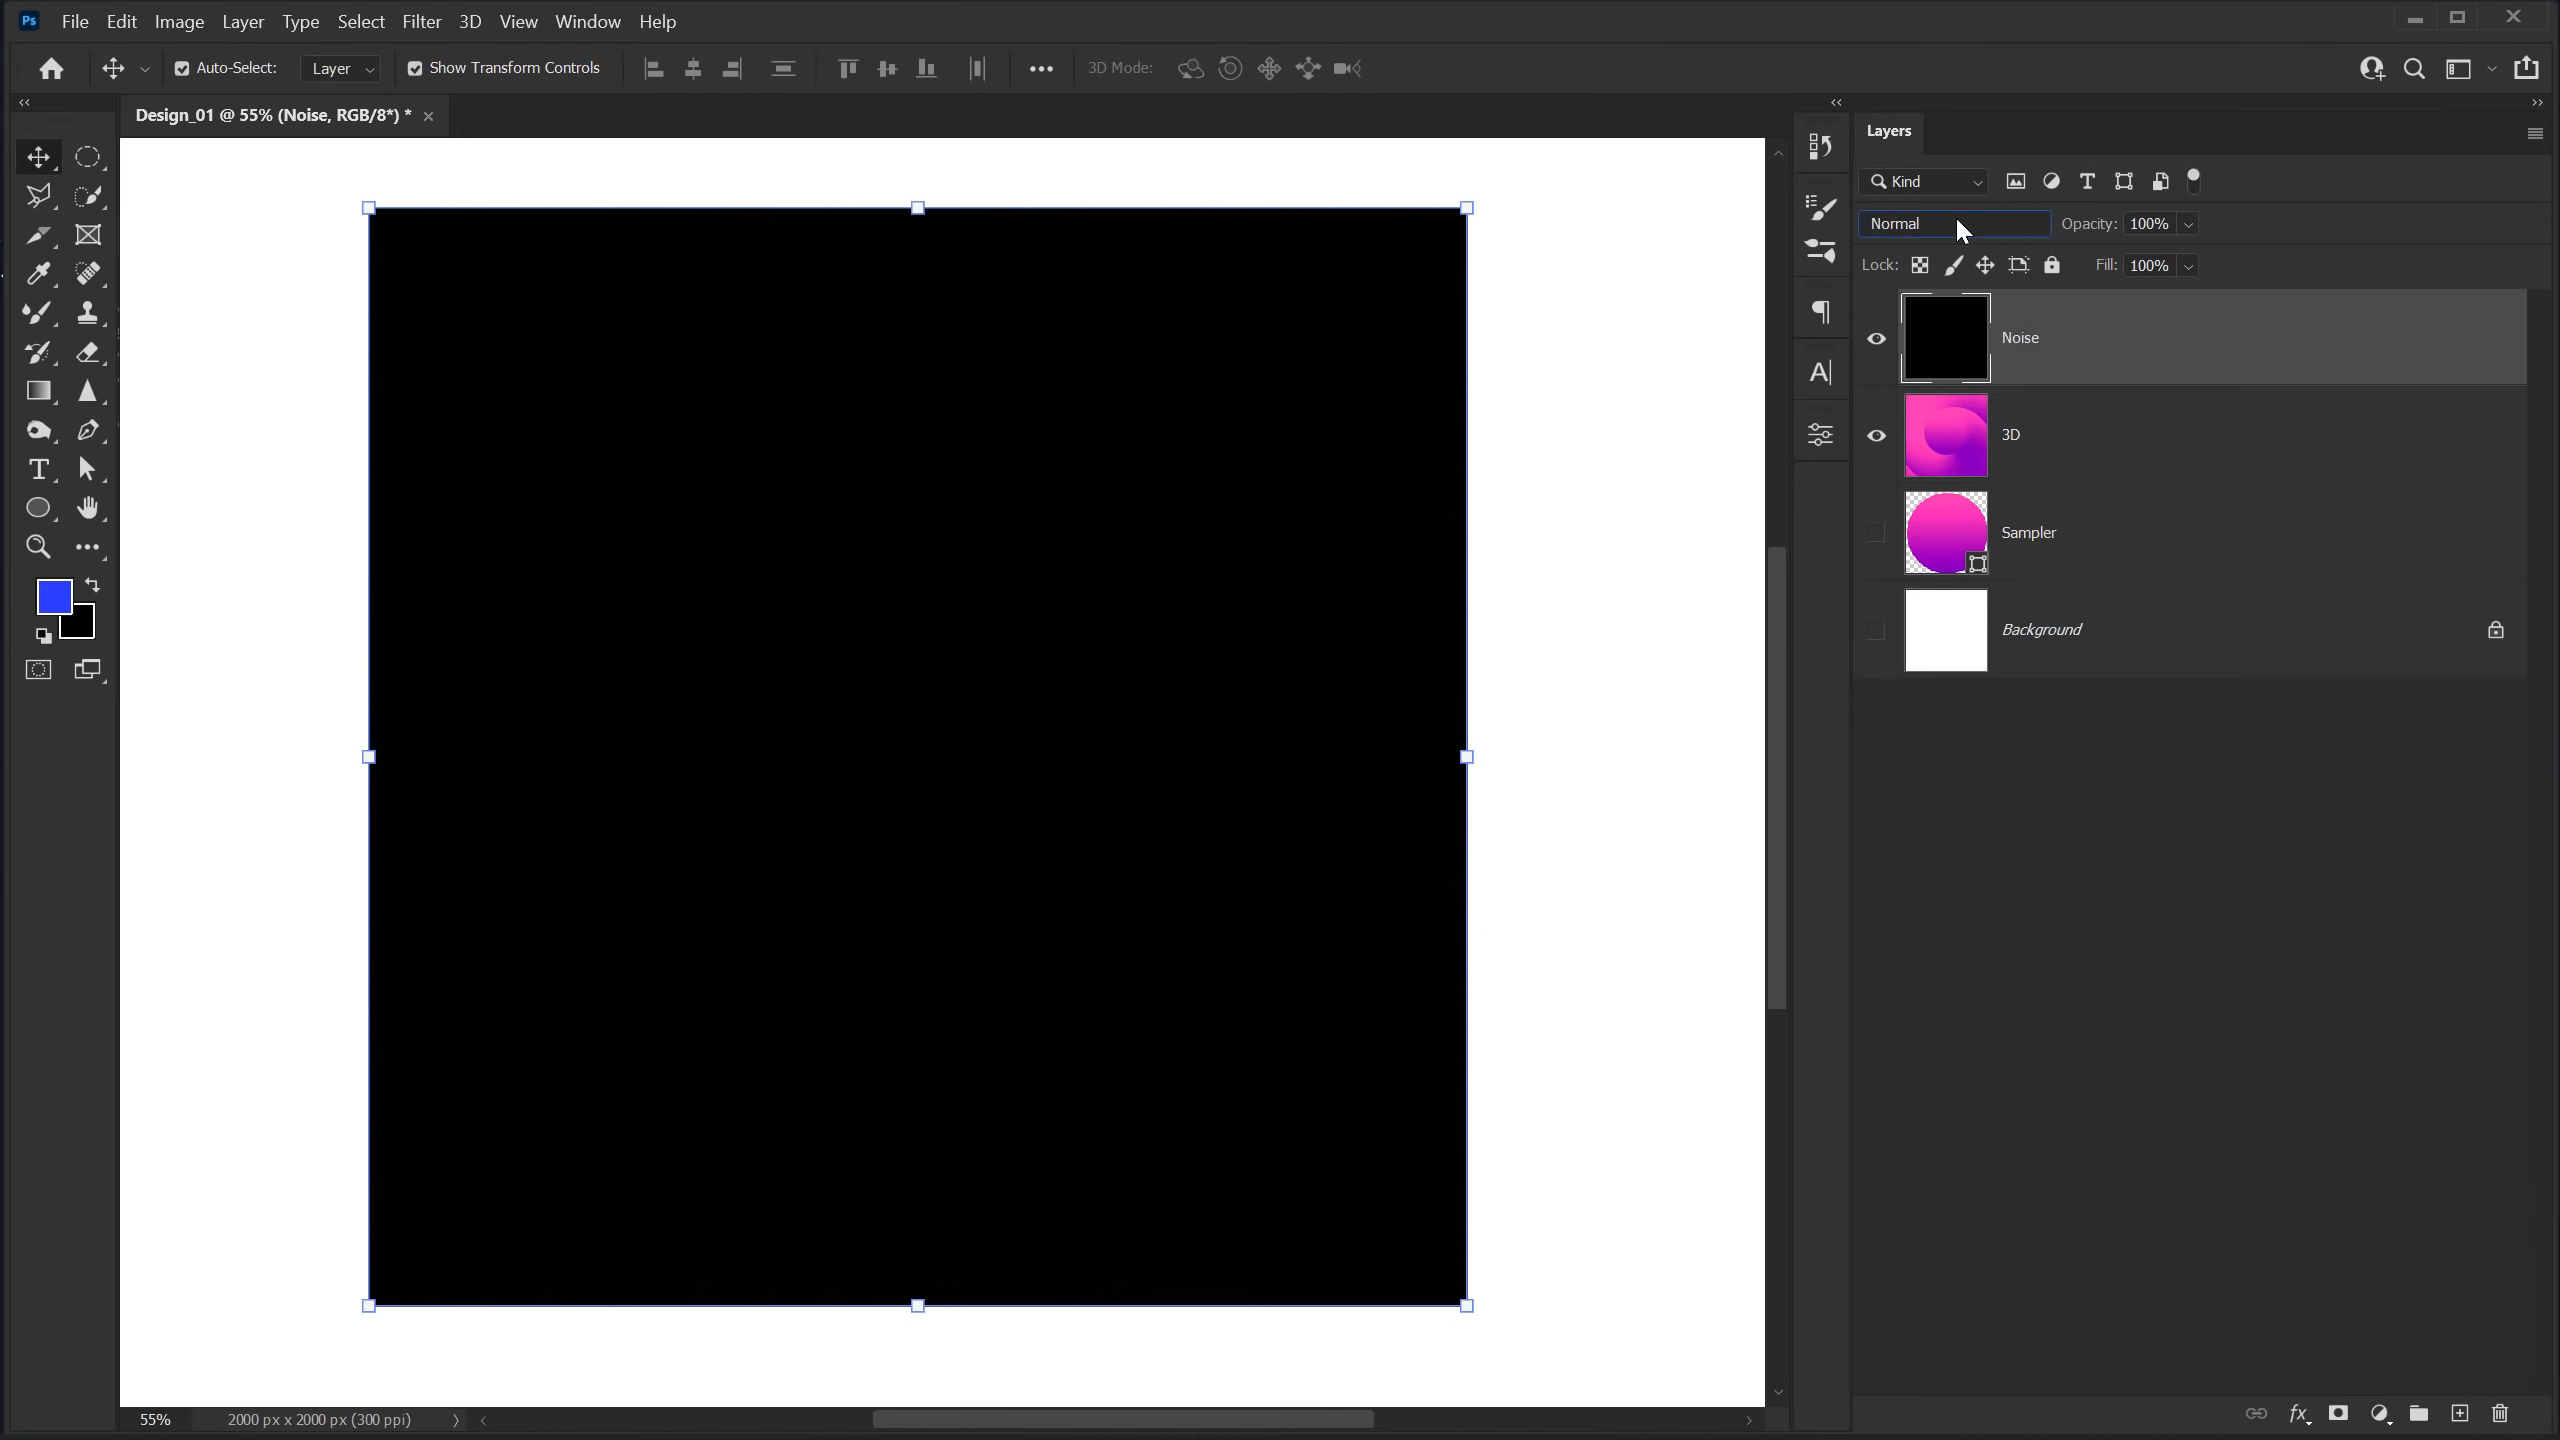 Ps File Edit Image Layer Type Select Filter 3D View Window Help
Auto-Select: Layer Show Transform Controls 3D Mode:
Design_01 @ 55% (Noise, RGB/8*) *
Layers
Kind
Normal Opacity: 100%
Lock: Fill: 100%
Noise
3D
Sampler
Background
55% 2000 px x 2000 px (300 ppi)